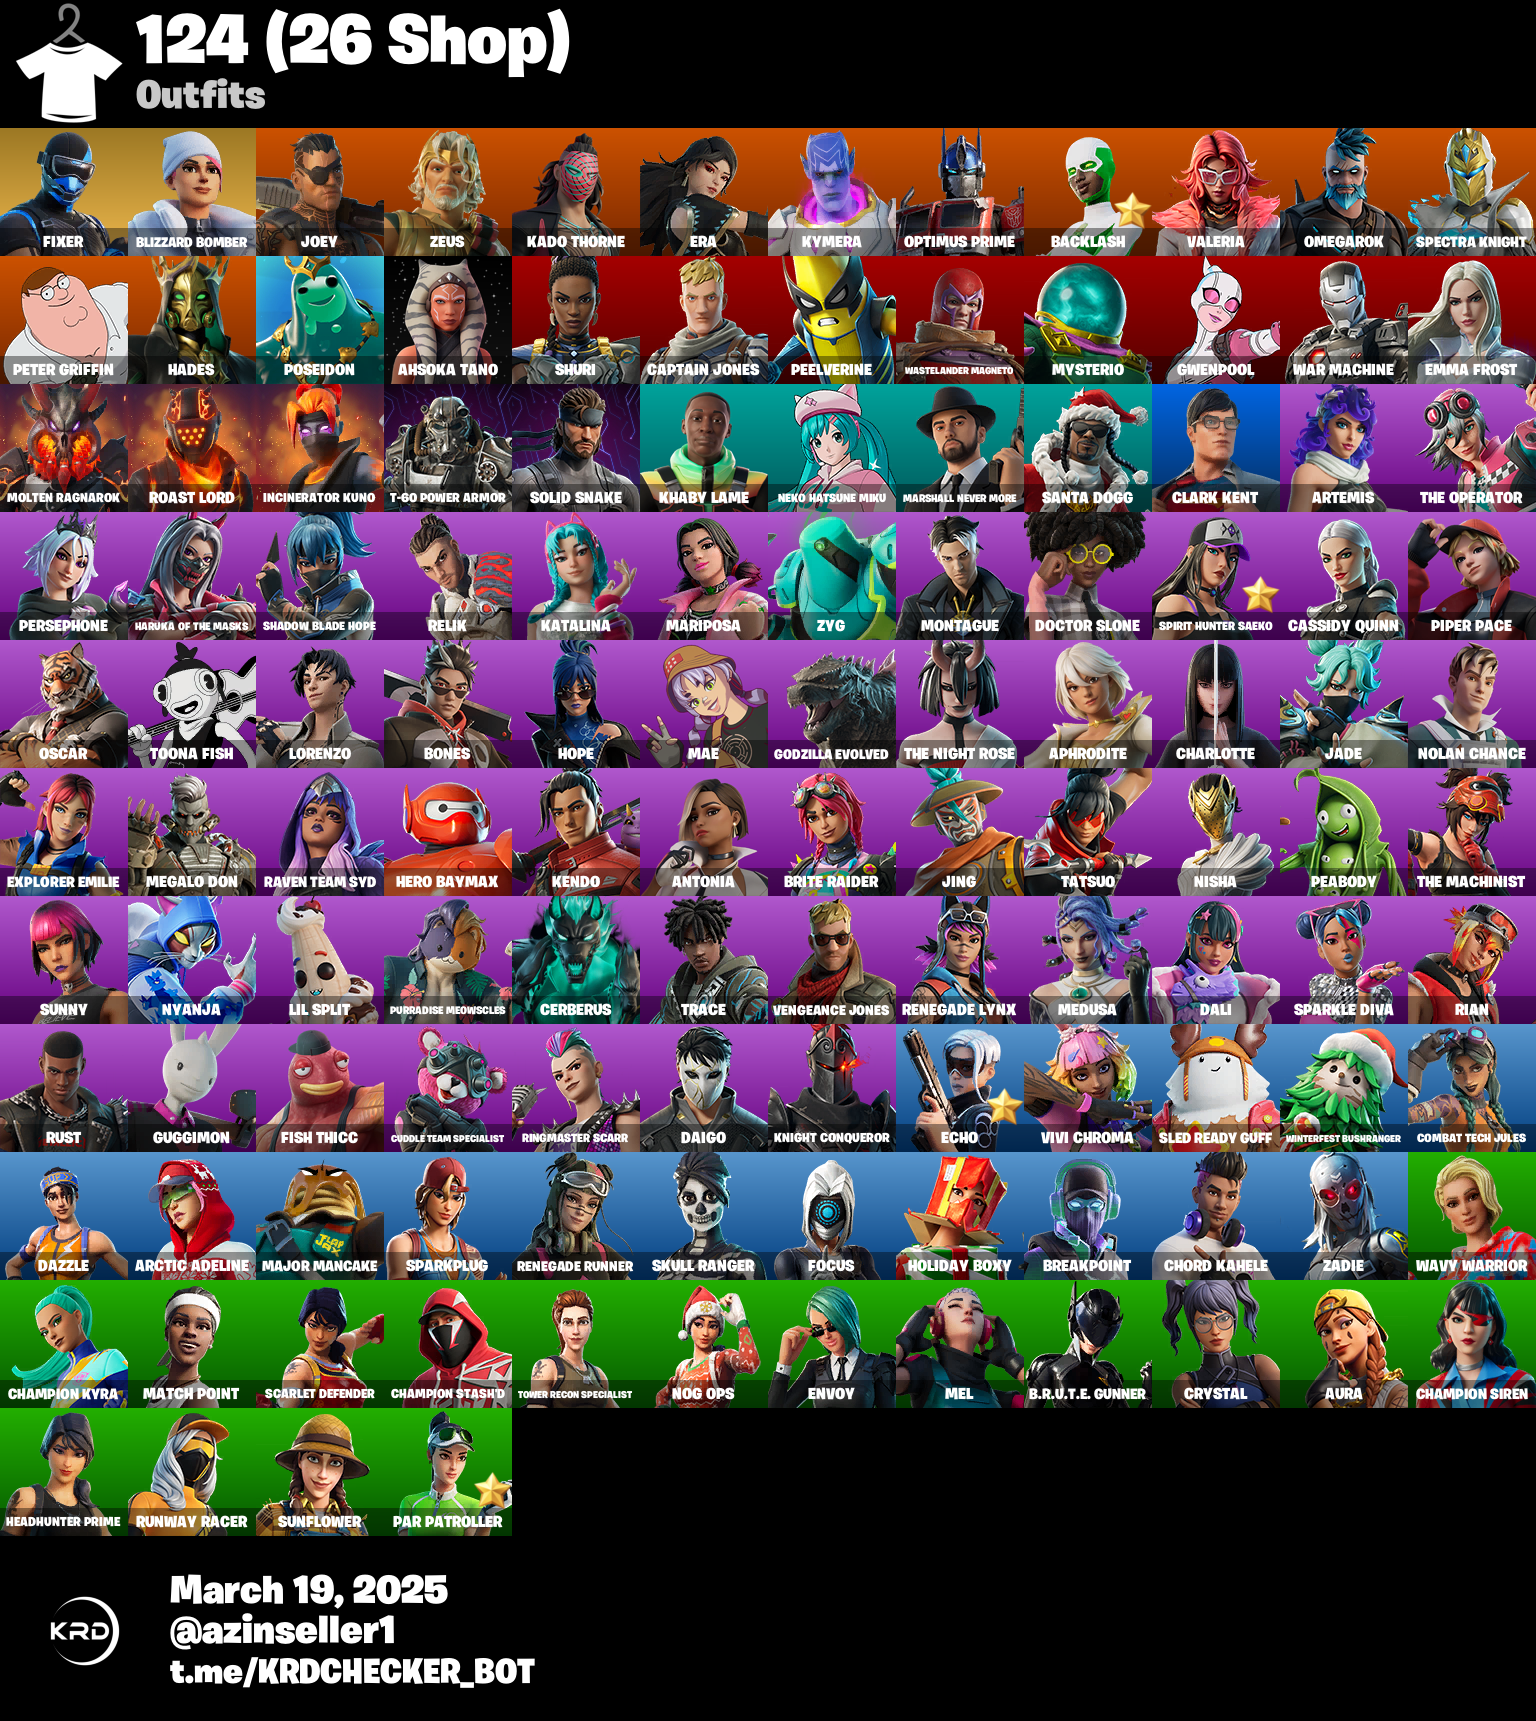 124 (26 Shop)
Outfits
FIXER
BLIZZARD BOMBER
JOEY
ZEUS
KADO THORNE
ERA
KYMERA
OPTIMUS PRIME
BACKLASH
VALERIA
OMEGAROK
SPECTRA KNIGHT
PETER GRIFFIN
HADES
POSEIDON
AHSOKA TANO
SHURI
CAPTAIN JONES
PEELVERINE
WASTELANDER MAGNETO
MYSTERIO
GWENPOOL
WAR MACHINE
EMMA FROST
MOLTEN RAGNAROK
ROAST LORD
INCINERATOR KUNO
T-60 POWER ARMOR
SOLID SNAKE
KHABY LAME
NEKO HATSUNE MIKU
MARSHALL NEVER MORE
SANTA DOGG
CLARK KENT
ARTEMIS
THE OPERATOR
PERSEPHONE
HARUKA OF THE MASKS
SHADOW BLADE HOPE
RELIK
KATALINA
MARIPOSA
ZYG
MONTAGUE
DOCTOR SLONE
SPIRIT HUNTER SAEKO
CASSIDY QUINN
PIPER PACE
OSCAR
TOONA FISH
LORENZO
BONES
HOPE
MAE
GODZILLA EVOLVED
THE NIGHT ROSE
APHRODITE
CHARLOTTE
JADE
NOLAN CHANCE
EXPLORER EMILIE
MEGALO DON
RAVEN TEAM SYD
HERO BAYMAX
KENDO
ANTONIA
BRITE RAIDER
JING
TATSUO
NISHA
PEABODY
THE MACHINIST
SUNNY
NYANJA
LIL SPLIT
PURRADISE MEOWSCLES
CERBERUS
TRACE
VENGEANCE JONES
RENEGADE LYNX
MEDUSA
DALI
SPARKLE DIVA
RIAN
RUST
GUGGIMON
FISH THICC
CUDDLE TEAM SPECIALIST
RINGMASTER SCARR
DAIGO
KNIGHT CONQUEROR
ECHO
VIVI CHROMA
SLED READY GUFF
WINTERFEST BUSHRANGER
COMBAT TECH JULES
DAZZLE
ARCTIC ADELINE
MAJOR MANCAKE
SPARKPLUG
RENEGADE RUNNER
SKULL RANGER
FOCUS
HOLIDAY BOXY
BREAKPOINT
CHORD KAHELE
ZADIE
WAVY WARRIOR
CHAMPION KYRA
MATCH POINT
SCARLET DEFENDER
CHAMPION STASH'D
TOWER RECON SPECIALIST
NOG OPS
ENVOY
MEL
B.R.U.T.E. GUNNER
CRYSTAL
AURA
CHAMPION SIREN
HEADHUNTER PRIME
RUNWAY RACER
SUNFLOWER
PAR PATROLLER
March 19, 2025
@azinseller1
t.me/KRDCHECKER_BOT
KRD